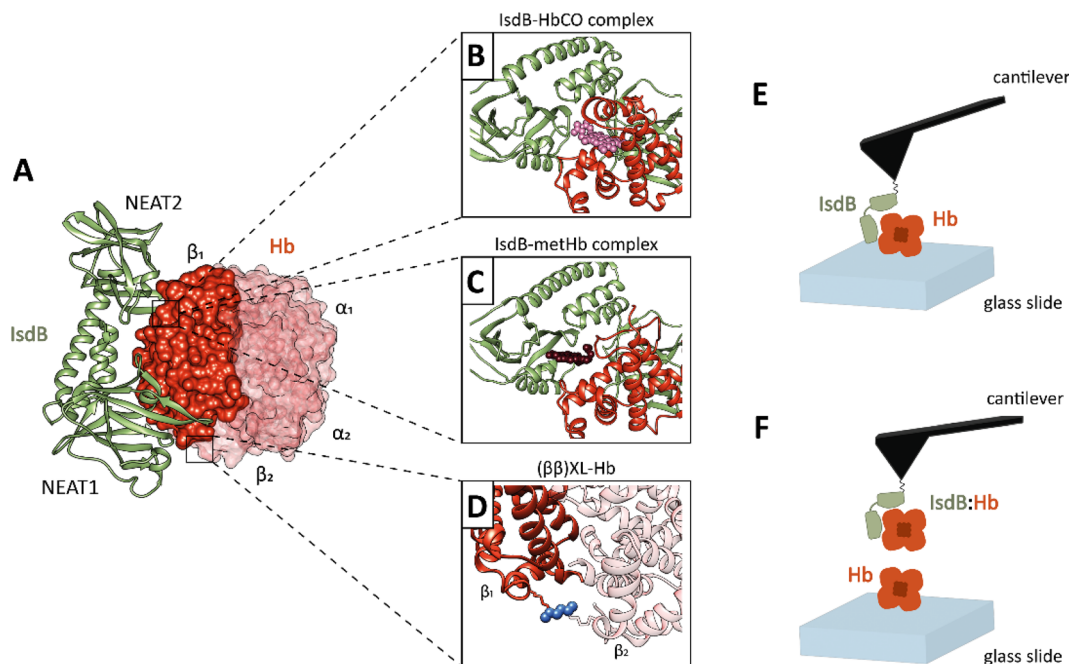 A
NEAT2
β₁
Hb
α₁
IsdB
α₂
β₂
NEAT1
IsdB-HbCO complex
B
IsdB-metHb complex
C
(ββ)XL-Hb
D
β₁
β₂
E
cantilever
IsdB
Hb
glass slide
F
cantilever
IsdB:Hb
Hb
glass slide